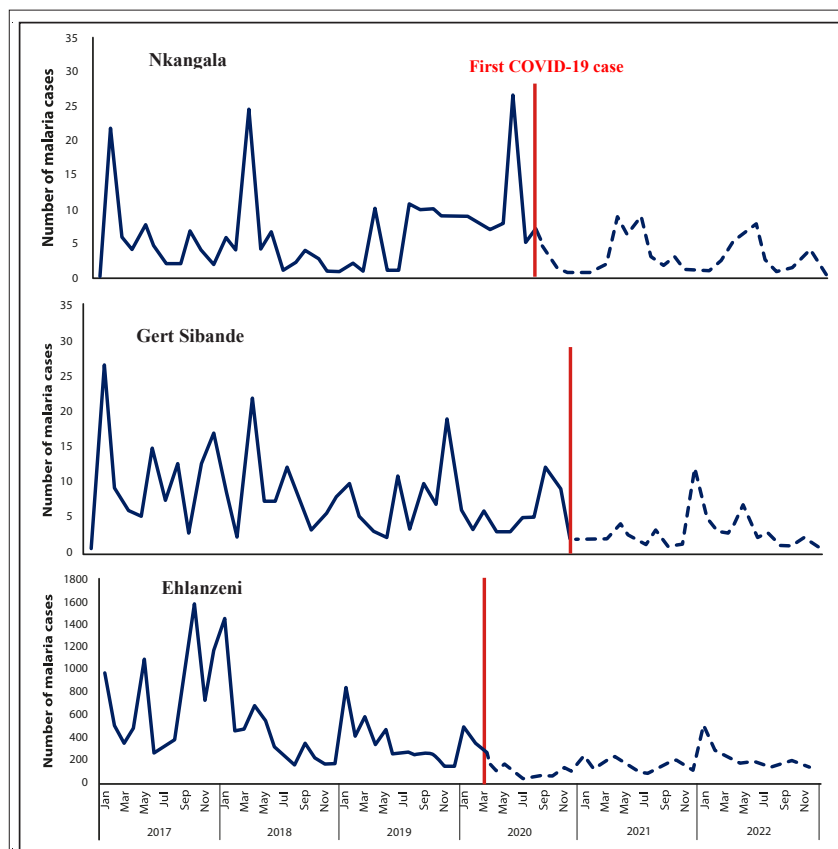 Nkangala
First COVID-19 case
Number of malaria cases
35
30
25
20
15
10
5
0
Gert Sibande
Number of malaria cases
35
30
25
20
15
10
5
0
Ehlanzeni
Number of malaria cases
1800
1600
1400
1200
1000
800
600
400
200
0
Jan Mar May Jul Sep Nov Jan Mar May Jul Sep Nov Jan Mar May Jul Sep Nov Jan Mar May Jul Sep Nov Jan Mar May Jul Sep Nov Jan Mar May Jul Sep Nov
2017 2018 2019 2020 2021 2022